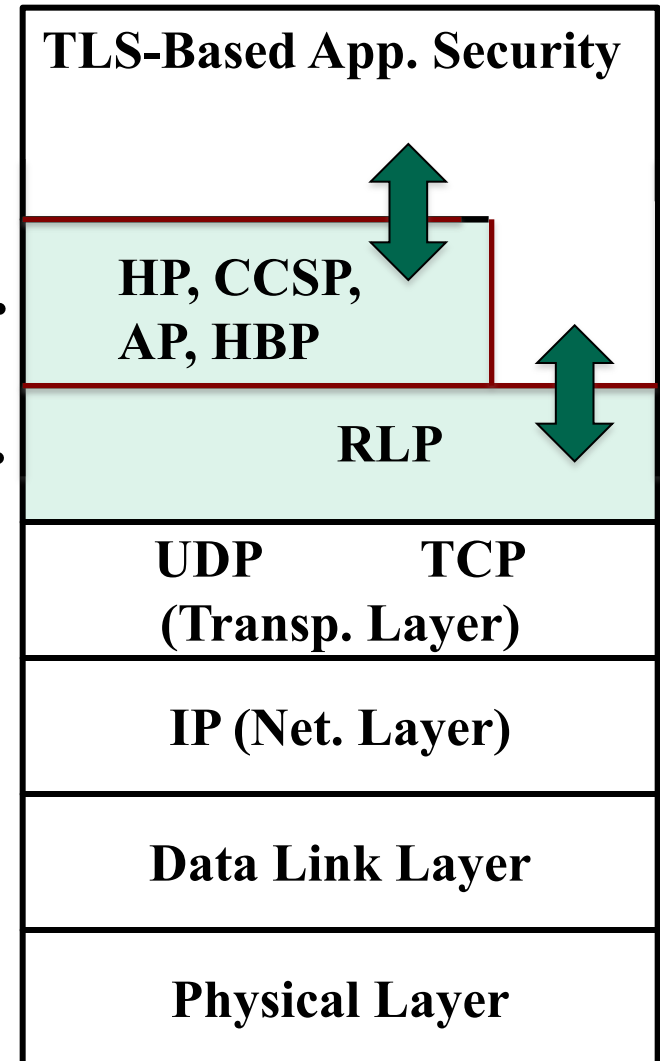 TLS-Based App. Security
HP, CCSP,
AP, HBP
RLP
UDP TCP
(Transp. Layer)
IP (Net. Layer)
Data Link Layer
Physical Layer